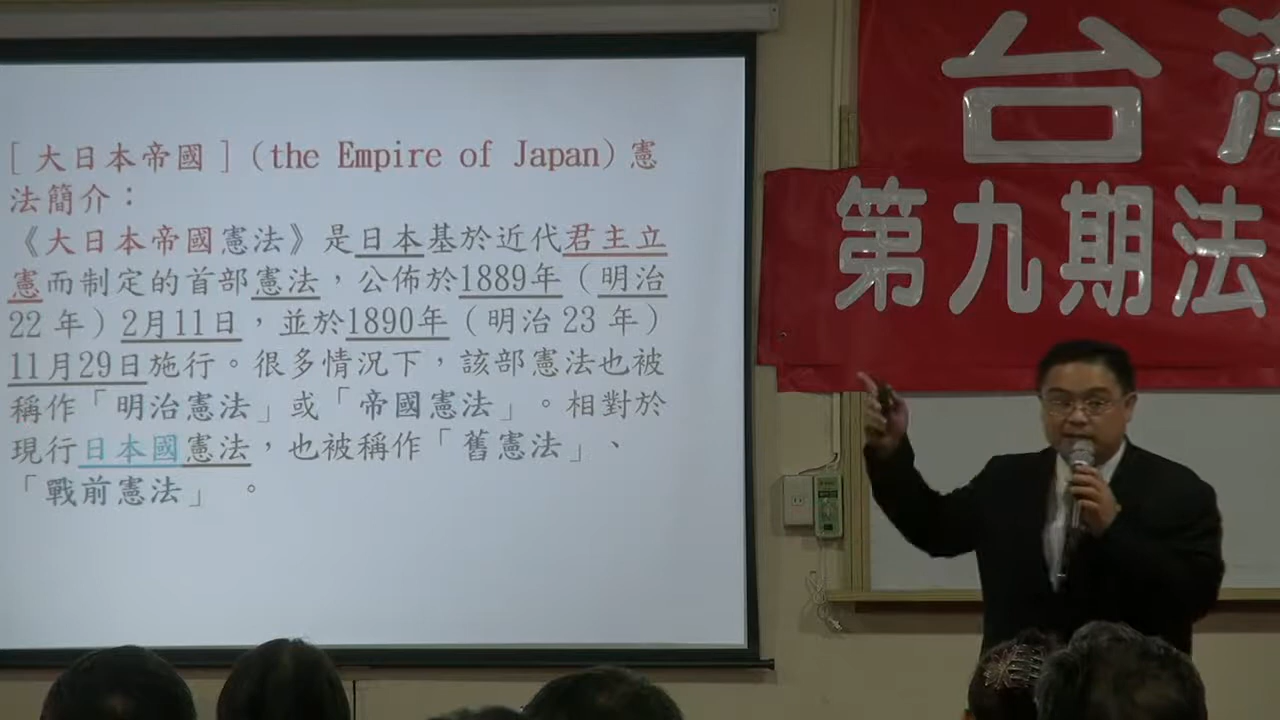 [大日本帝國](the Empire of Japan)憲
法簡介：
《大日本帝國憲法》是日本基於近代君主立
憲而制定的首部憲法，公佈於1889年（明治
22年）2月11日，並於1890年（明治23年）
11月29日施行。很多情況下，該部憲法也被
稱作「明治憲法」或「帝國憲法」。相對於
現行日本國憲法，也被稱作「舊憲法」、
「戰前憲法」 。
台灣
第九期法